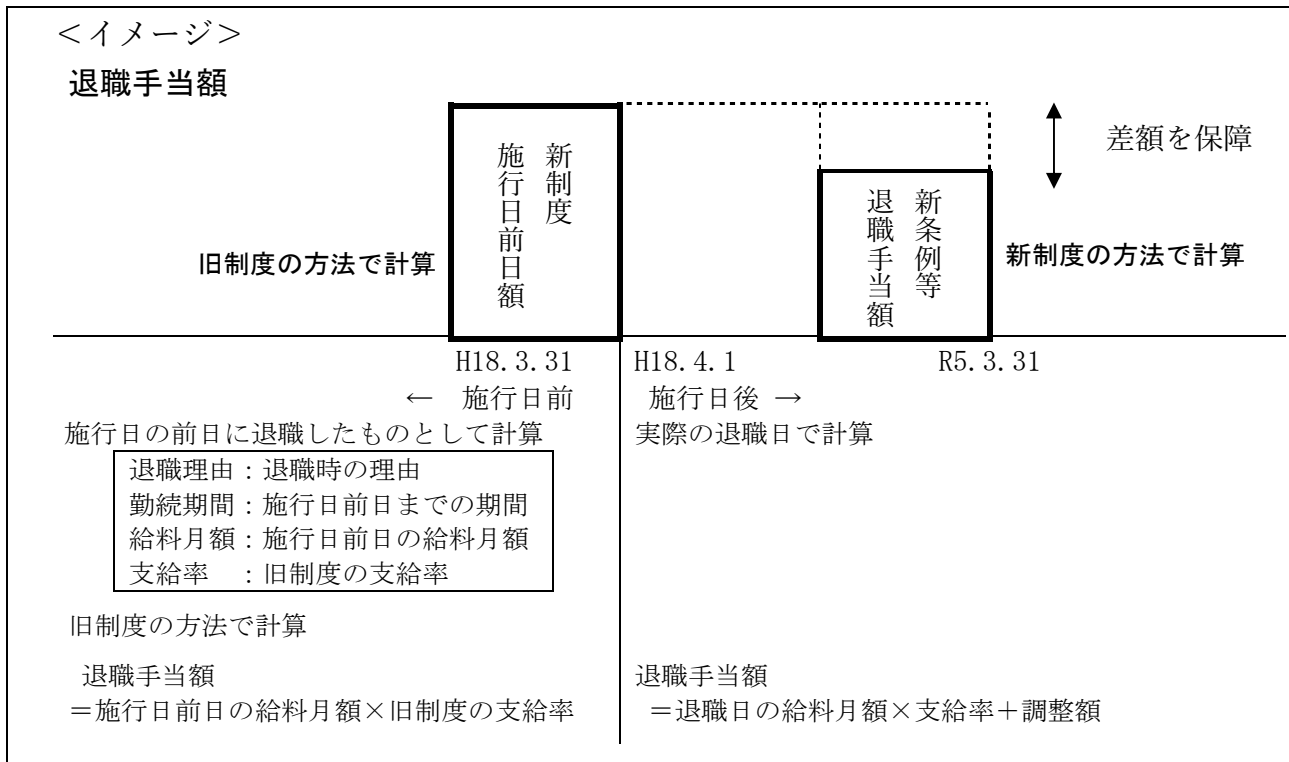 ＜イメージ＞
退職手当額
差額を保障
新制度
施行日前日額
新条例等
退職手当額
旧制度の方法で計算
新制度の方法で計算
H18.3.31
H18.4.1
R5.3.31
← 施行日前
施行日後 →
施行日の前日に退職したものとして計算
実際の退職日で計算
退職理由：退職時の理由
勤続期間：施行日前日までの期間
給料月額：施行日前日の給料月額
支給率　：旧制度の支給率
旧制度の方法で計算
退職手当額
＝施行日前日の給料月額×旧制度の支給率
退職手当額
＝退職日の給料月額×支給率＋調整額